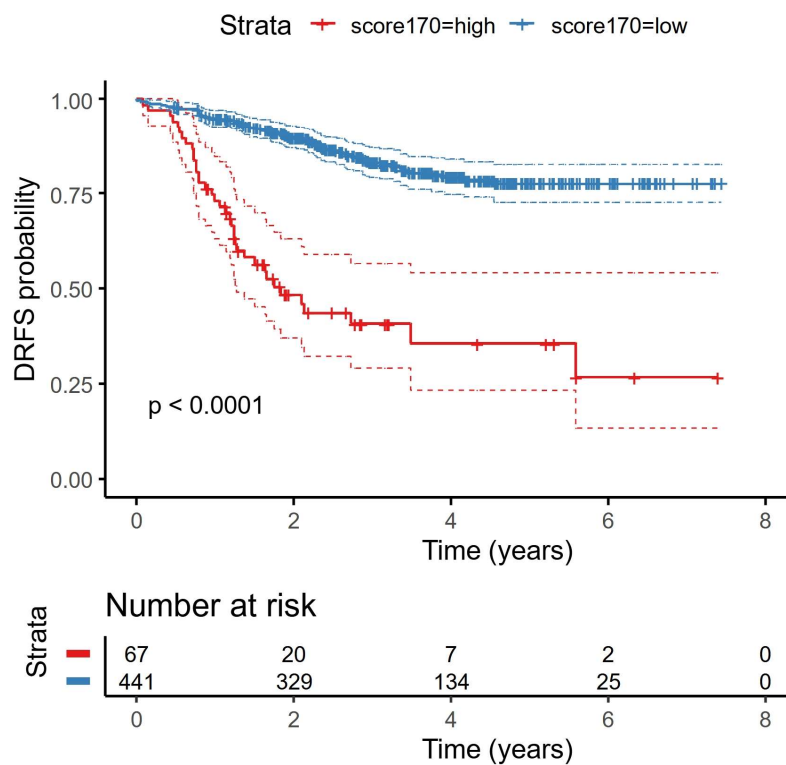 Strata score170=high score170=low
DRFS probability
1.00
0.75
0.50
0.25
0.00
p < 0.0001
0 2 4 6 8
Time (years)
Number at risk
Strata
67 20 7 2 0
441 329 134 25 0
0 2 4 6 8
Time (years)